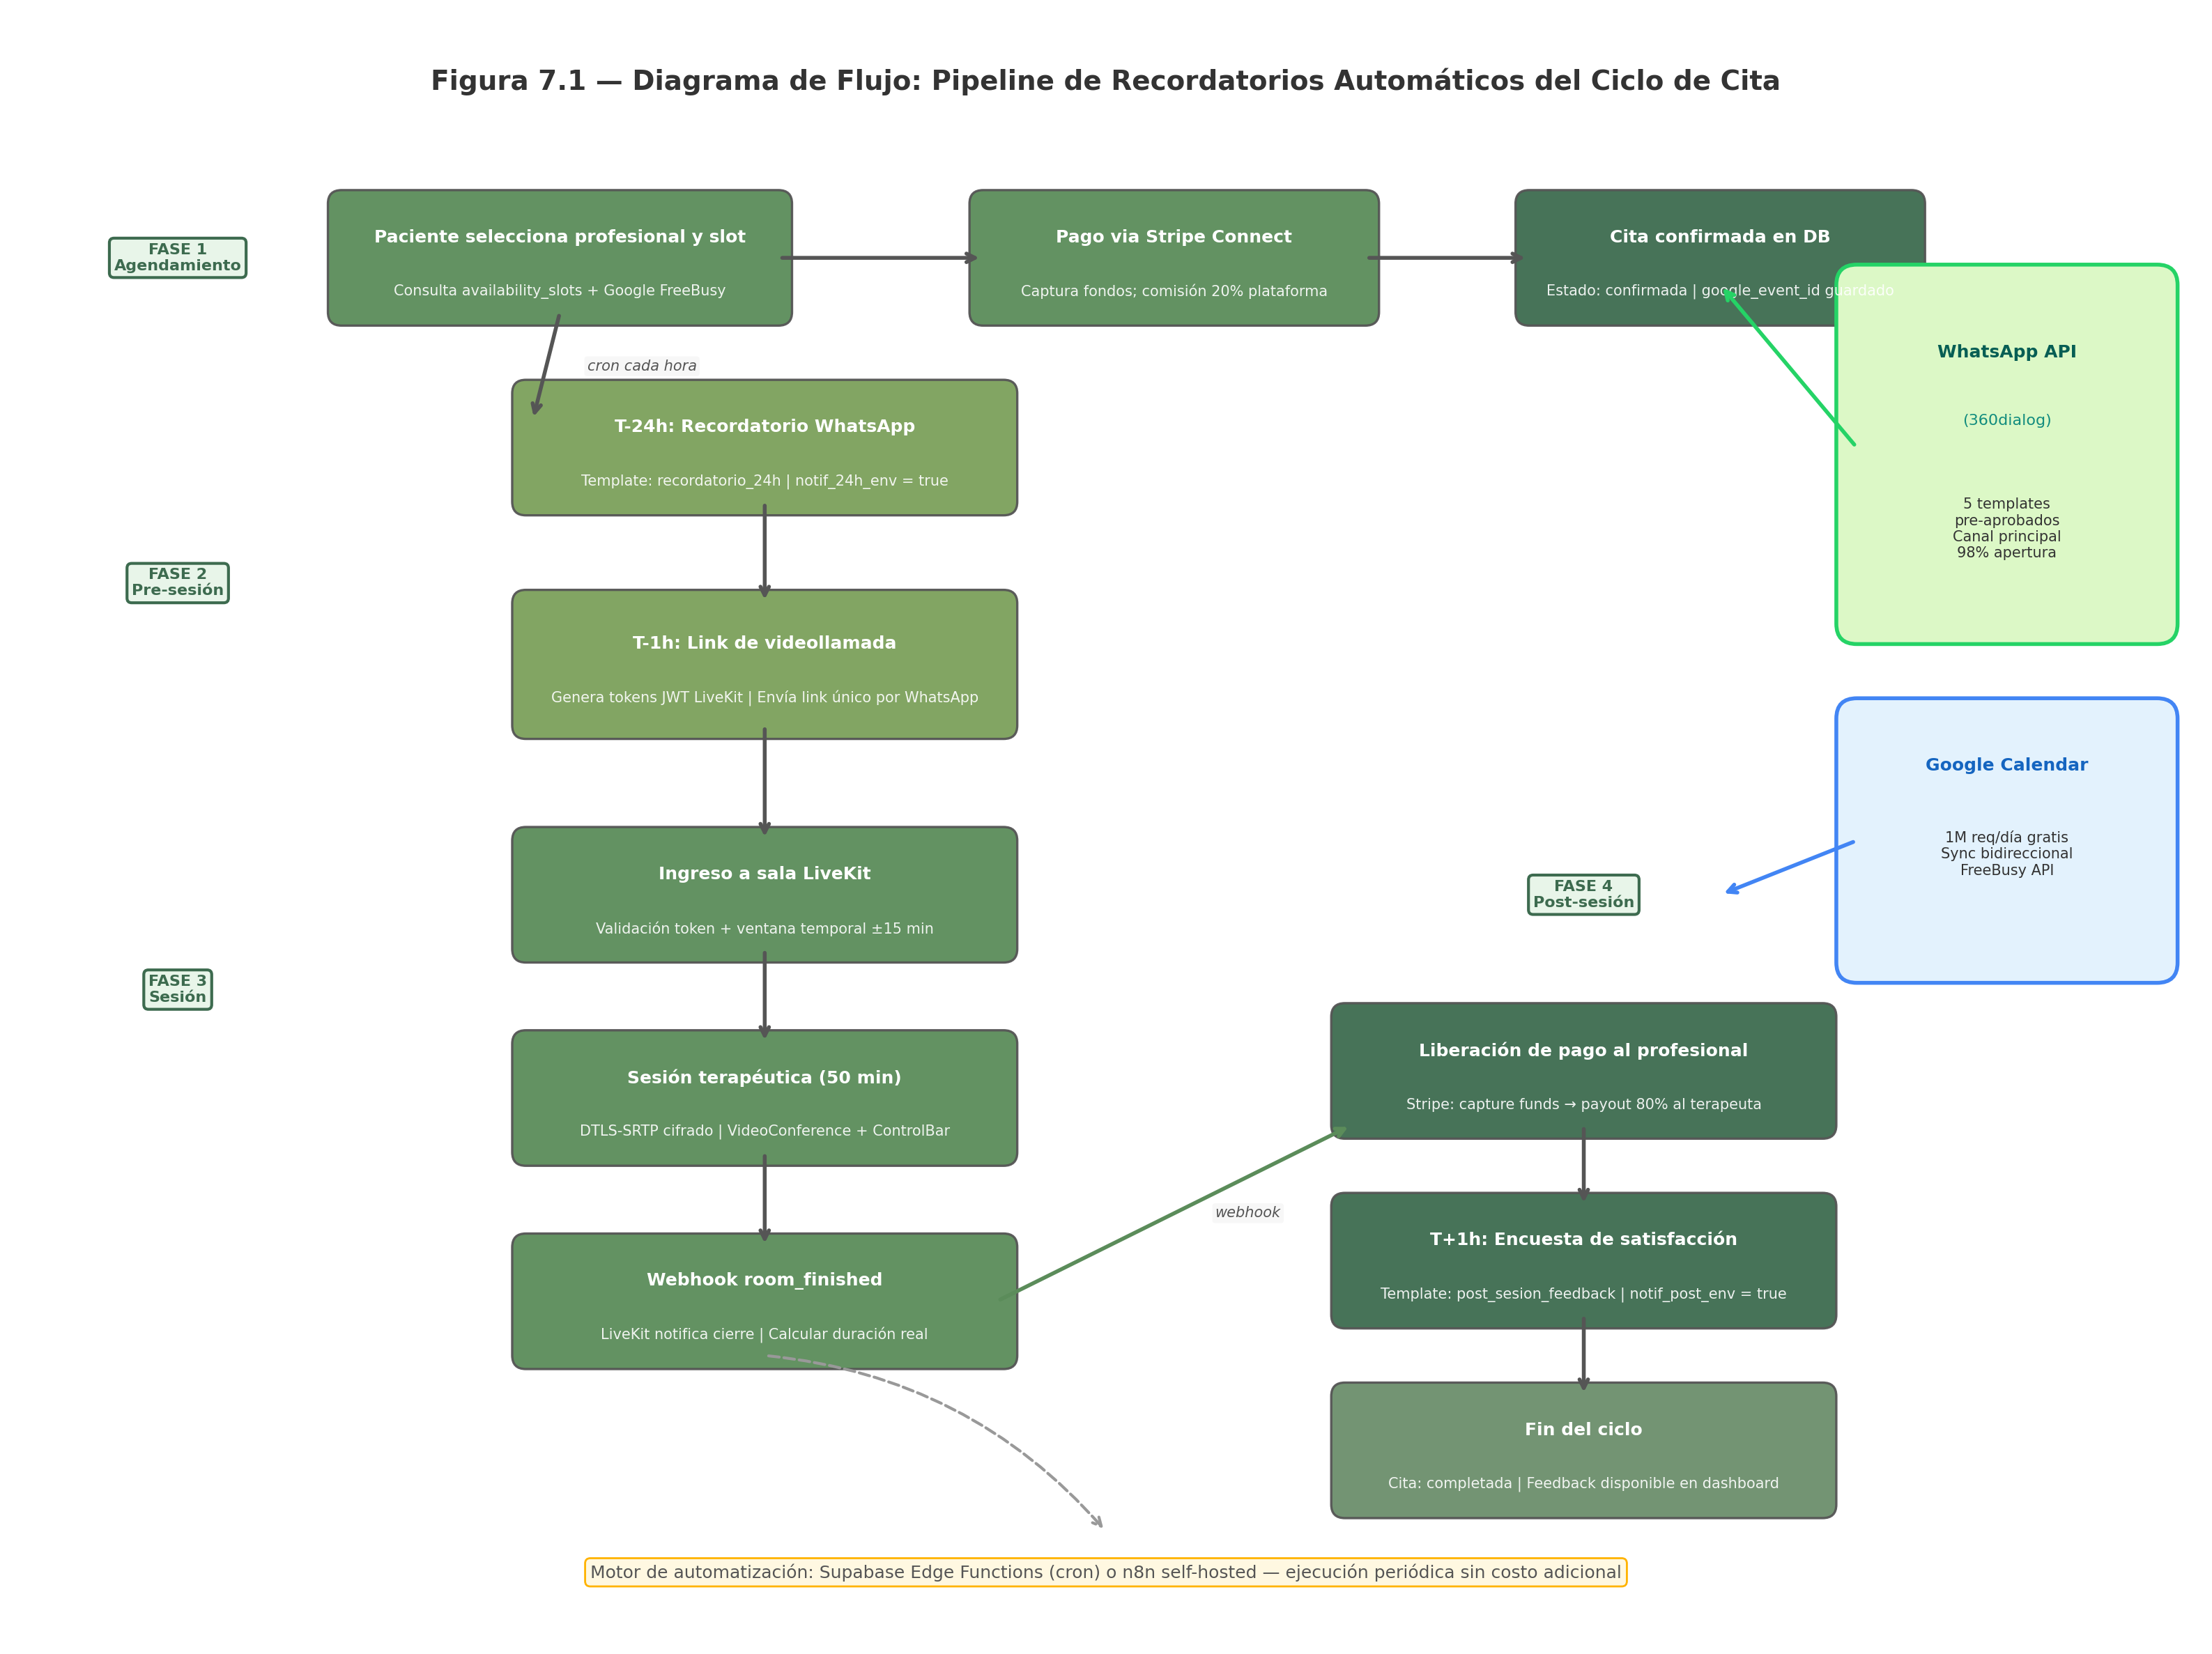 Figura 7.1 — Diagrama de Flujo: Pipeline de Recordatorios Automáticos del Ciclo de Cita
FASE 1
Agendamiento
Paciente selecciona profesional y slot
Consulta availability_slots + Google FreeBusy
Pago via Stripe Connect
Captura fondos; comisión 20% plataforma
Cita confirmada en DB
Estado: confirmada | google_event_id guardado
cron cada hora
T-24h: Recordatorio WhatsApp
Template: recordatorio_24h | notif_24h_env = true
WhatsApp API
(360dialog)
5 templates
pre-aprobados
Canal principal
98% apertura
FASE 2
Pre-sesión
T-1h: Link de videollamada
Genera tokens JWT LiveKit | Envía link único por WhatsApp
Google Calendar
1M req/día gratis
Sync bidireccional
FreeBusy API
Ingreso a sala LiveKit
Validación token + ventana temporal ±15 min
FASE 4
Post-sesión
FASE 3
Sesión
Sesión terapéutica (50 min)
DTLS-SRTP cifrado | VideoConference + ControlBar
Liberación de pago al profesional
Stripe: capture funds → payout 80% al terapeuta
webhook
Webhook room_finished
LiveKit notifica cierre | Calcular duración real
T+1h: Encuesta de satisfacción
Template: post_sesion_feedback | notif_post_env = true
Fin del ciclo
Cita: completada | Feedback disponible en dashboard
Motor de automatización: Supabase Edge Functions (cron) o n8n self-hosted — ejecución periódica sin costo adicional